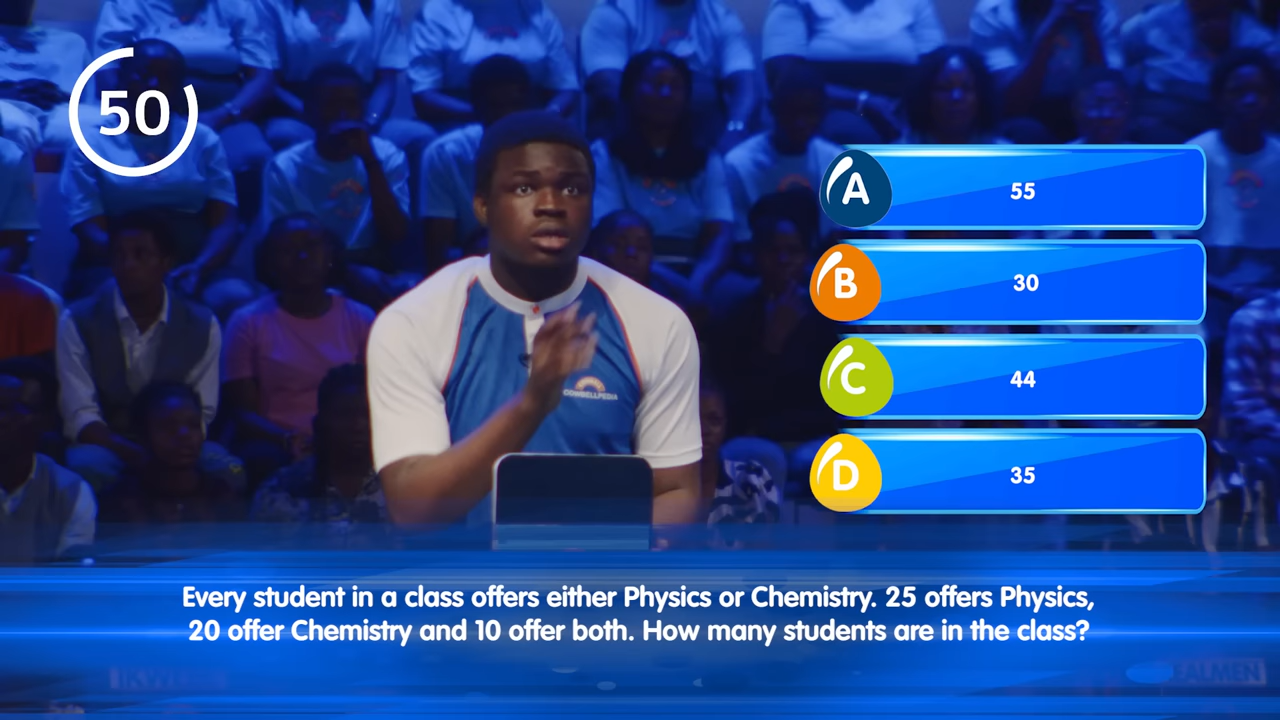 50
A 55
B 30
C 44
D 35
COWBELLPEDIA
Every student in a class offers either Physics or Chemistry. 25 offers Physics,
20 offer Chemistry and 10 offer both. How many students are in the class?